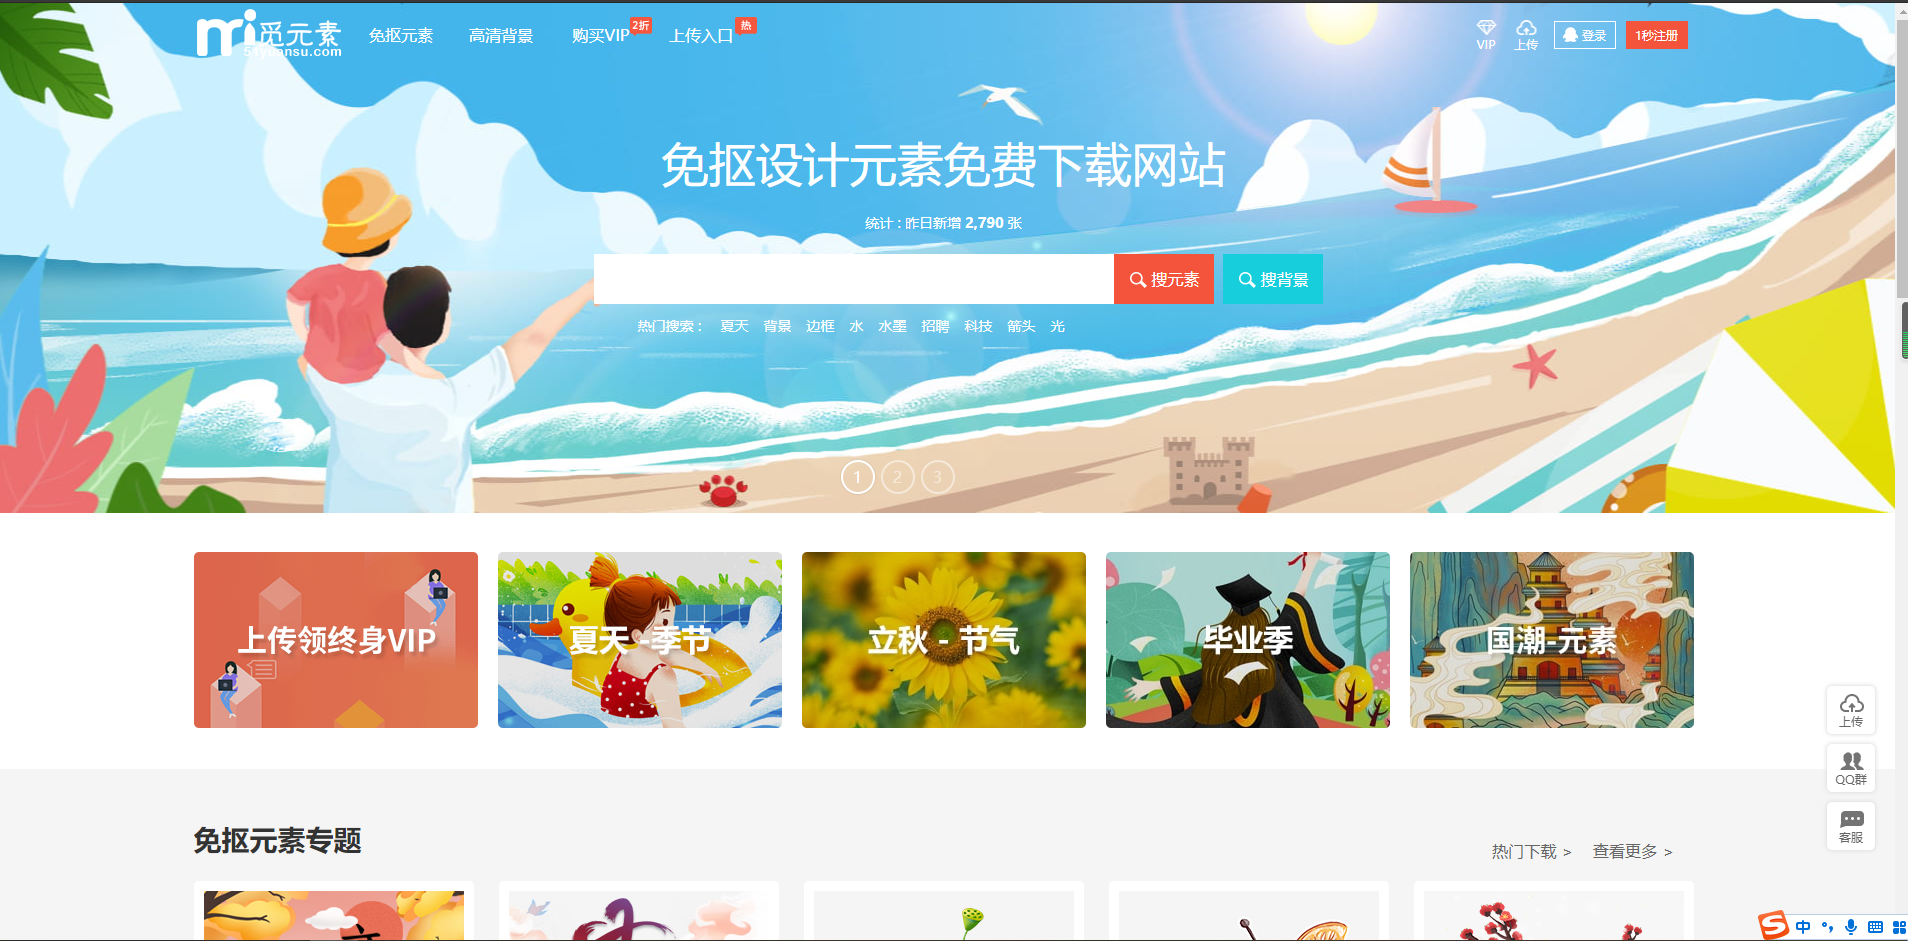 觅元素
51yuansu.com
免抠元素 高清背景 购买VIP 2折 上传入口 热
VIP 上传 登录 1秒注册
免抠设计元素免费下载网站
统计 : 昨日新增 2,790 张
搜元素 搜背景
热门搜索： 夏天 背景 边框 水 水墨 招聘 科技 箭头 光
1 2 3
上传领终身VIP
夏天 -季节
立秋 - 节气
毕业季
国潮-元素
上传
QQ群
客服
免抠元素专题
热门下载 > 查看更多 >
中